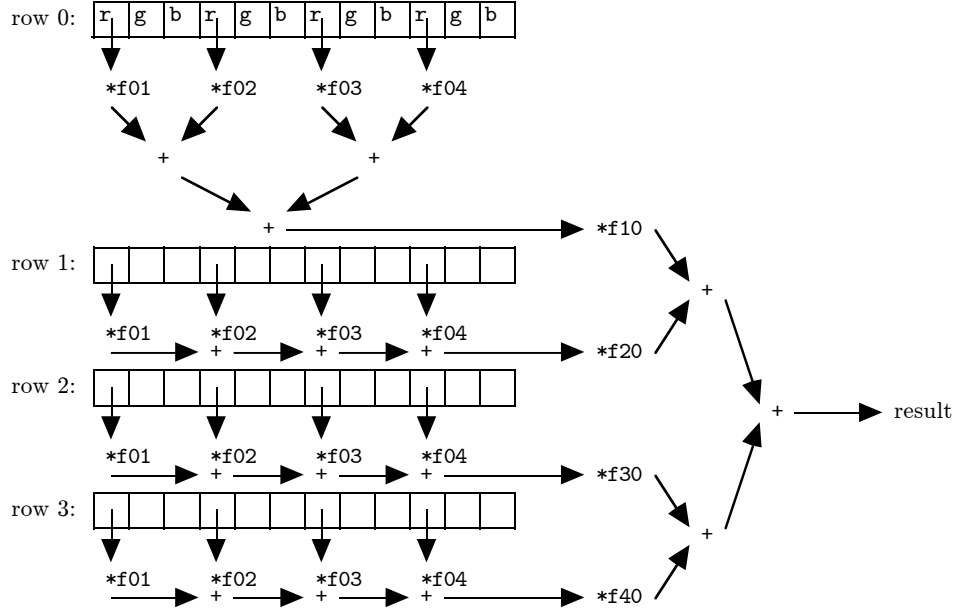 row 0: r g b r g b r g b r g b
*f01 *f02 *f03 *f04
+ +
+ *f10
row 1:
+
*f01 *f02 *f03 *f04
+ + + *f20
row 2:
+ result
*f01 *f02 *f03 *f04
+ + + *f30
row 3:
+
*f01 *f02 *f03 *f04
+ + + *f40